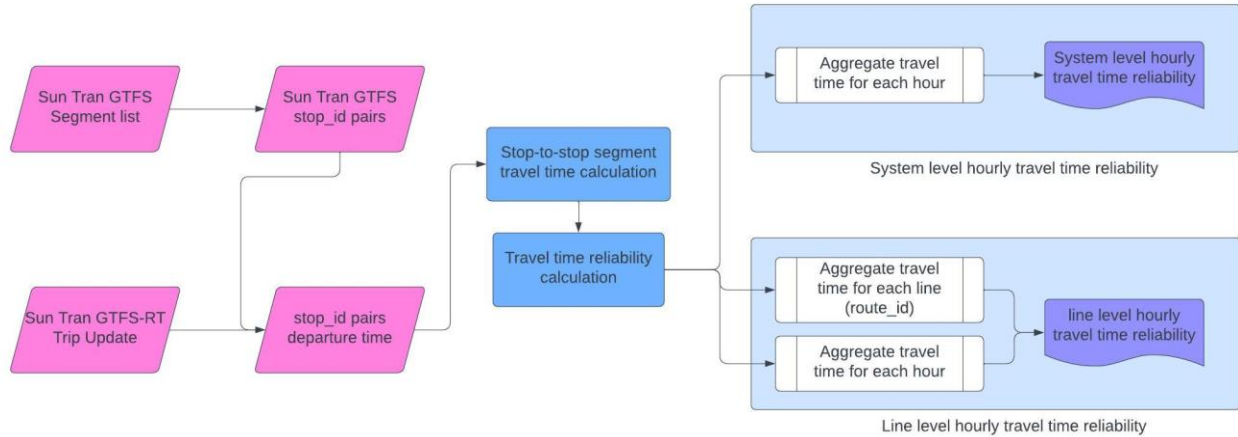 Sun Tran GTFS
Segment list
Sun Tran GTFS
stop_id pairs
Sun Tran GTFS-RT
Trip Update
stop_id pairs
departure time
Stop-to-stop segment
travel time calculation
Travel time reliability
calculation
Aggregate travel
time for each hour
System level hourly
travel time reliability
System level hourly travel time reliability
Aggregate travel
time for each line
(route_id)
Aggregate travel
time for each hour
line level hourly
travel time reliability
Line level hourly travel time reliability